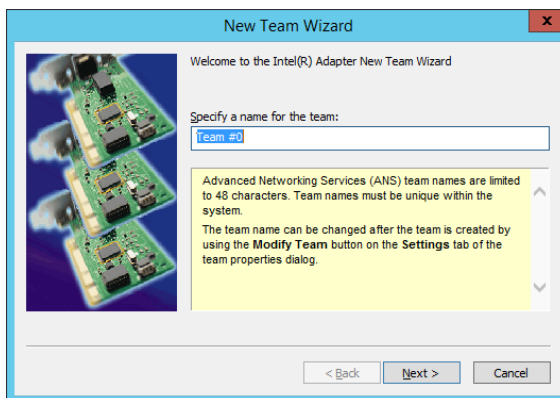 New Team Wizard
x
Welcome to the Intel(R) Adapter New Team Wizard
Specify a name for the team:
Team #0
Advanced Networking Services (ANS) team names are limited
to 48 characters. Team names must be unique within the
system.
The team name can be changed after the team is created by
using the Modify Team button on the Settings tab of the
team properties dialog.
< Back
Next >
Cancel